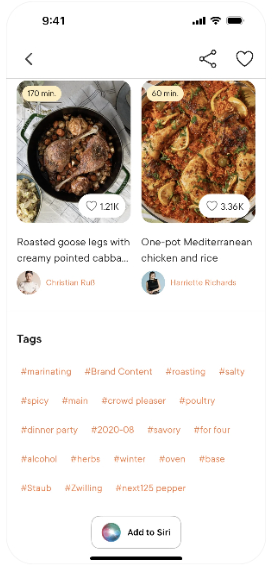 9:41
170 min.
60 min.
1.21K
3.36K
Roasted goose legs with
creamy pointed cabba...
One-pot Mediterranean
chicken and rice
Christian Ruß
Harriette Richards
Tags
#marinating #Brand Content #roasting #salty
#spicy #main #crowd pleaser #poultry
#dinner party #2020-08 #savory #for four
#alcohol #herbs #winter #oven #base
#Staub #Zwilling #next125 pepper
Add to Siri